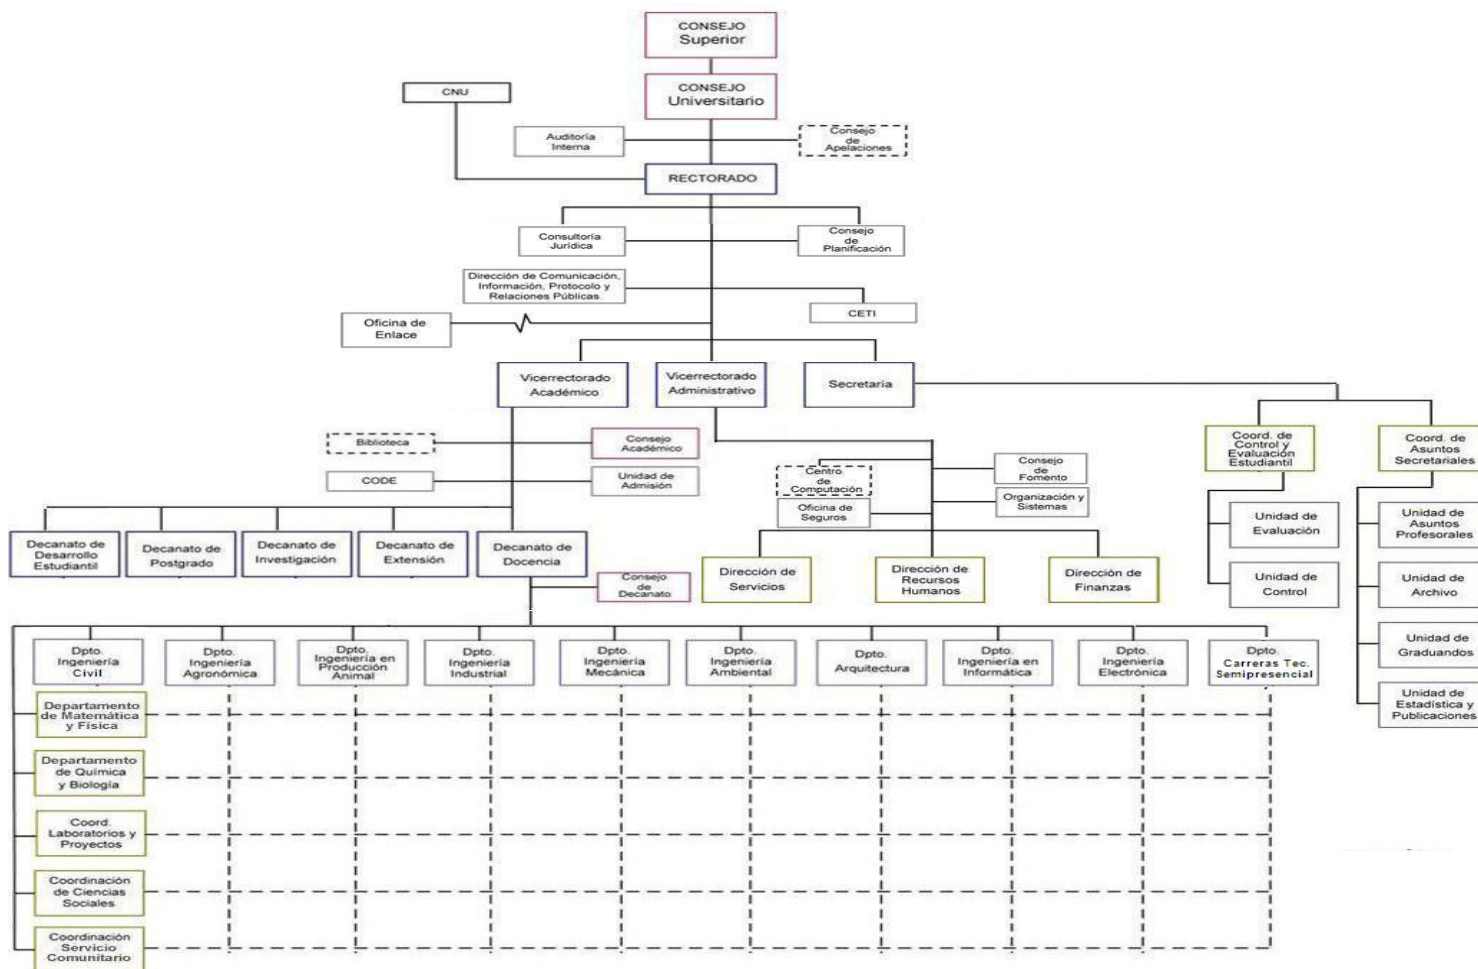 CONSEJO
Superior
CONSEJO
Universitario
CNU
Auditoría
Interna
Consejo
de
Apelaciones
RECTORADO
Consultoría
Jurídica
Consejo
de
Planificación
Dirección de Comunicación,
Información, Protocolo y
Relaciones Públicas
CETI
Oficina de
Enlace
Vicerrectorado
Académico
Vicerrectorado
Administrativo
Secretaría
Biblioteca
Consejo
Académico
CODE
Unidad de
Admisión
Centro
de
Computación
Consejo
de
Fomento
Oficina de
Seguros
Organización y
Sistemas
Coord. de
Control y
Evaluación
Estudiantil
Coord. de
Asuntos
Secretariales
Unidad de
Evaluación
Unidad de
Control
Unidad de
Asuntos
Profesorales
Unidad de
Archivo
Unidad de
Graduandos
Unidad de
Estadística y
Publicaciones
Decanato de
Desarrollo
Estudiantil
Decanato de
Postgrado
Decanato de
Investigación
Decanato de
Extensión
Decanato de
Docencia
Consejo
de
Decanato
Dirección de
Servicios
Dirección de
Recursos
Humanos
Dirección de
Finanzas
Dpto.
Ingeniería
Civil
Dpto.
Ingeniería
Agronómica
Dpto.
Ingeniería en
Producción
Animal
Dpto.
Ingeniería
Industrial
Dpto.
Ingeniería
Mecánica
Dpto.
Ingeniería
Ambiental
Dpto.
Arquitectura
Dpto.
Ingeniería en
Informática
Dpto.
Ingeniería
Electrónica
Dpto.
Carreras Tec.
Semipresencial
Departamento
de Matemática
y Física
Departamento
de Química
y Biología
Coord.
Laboratorios y
Proyectos
Coordinación
de Ciencias
Sociales
Coordinación
Servicio
Comunitario